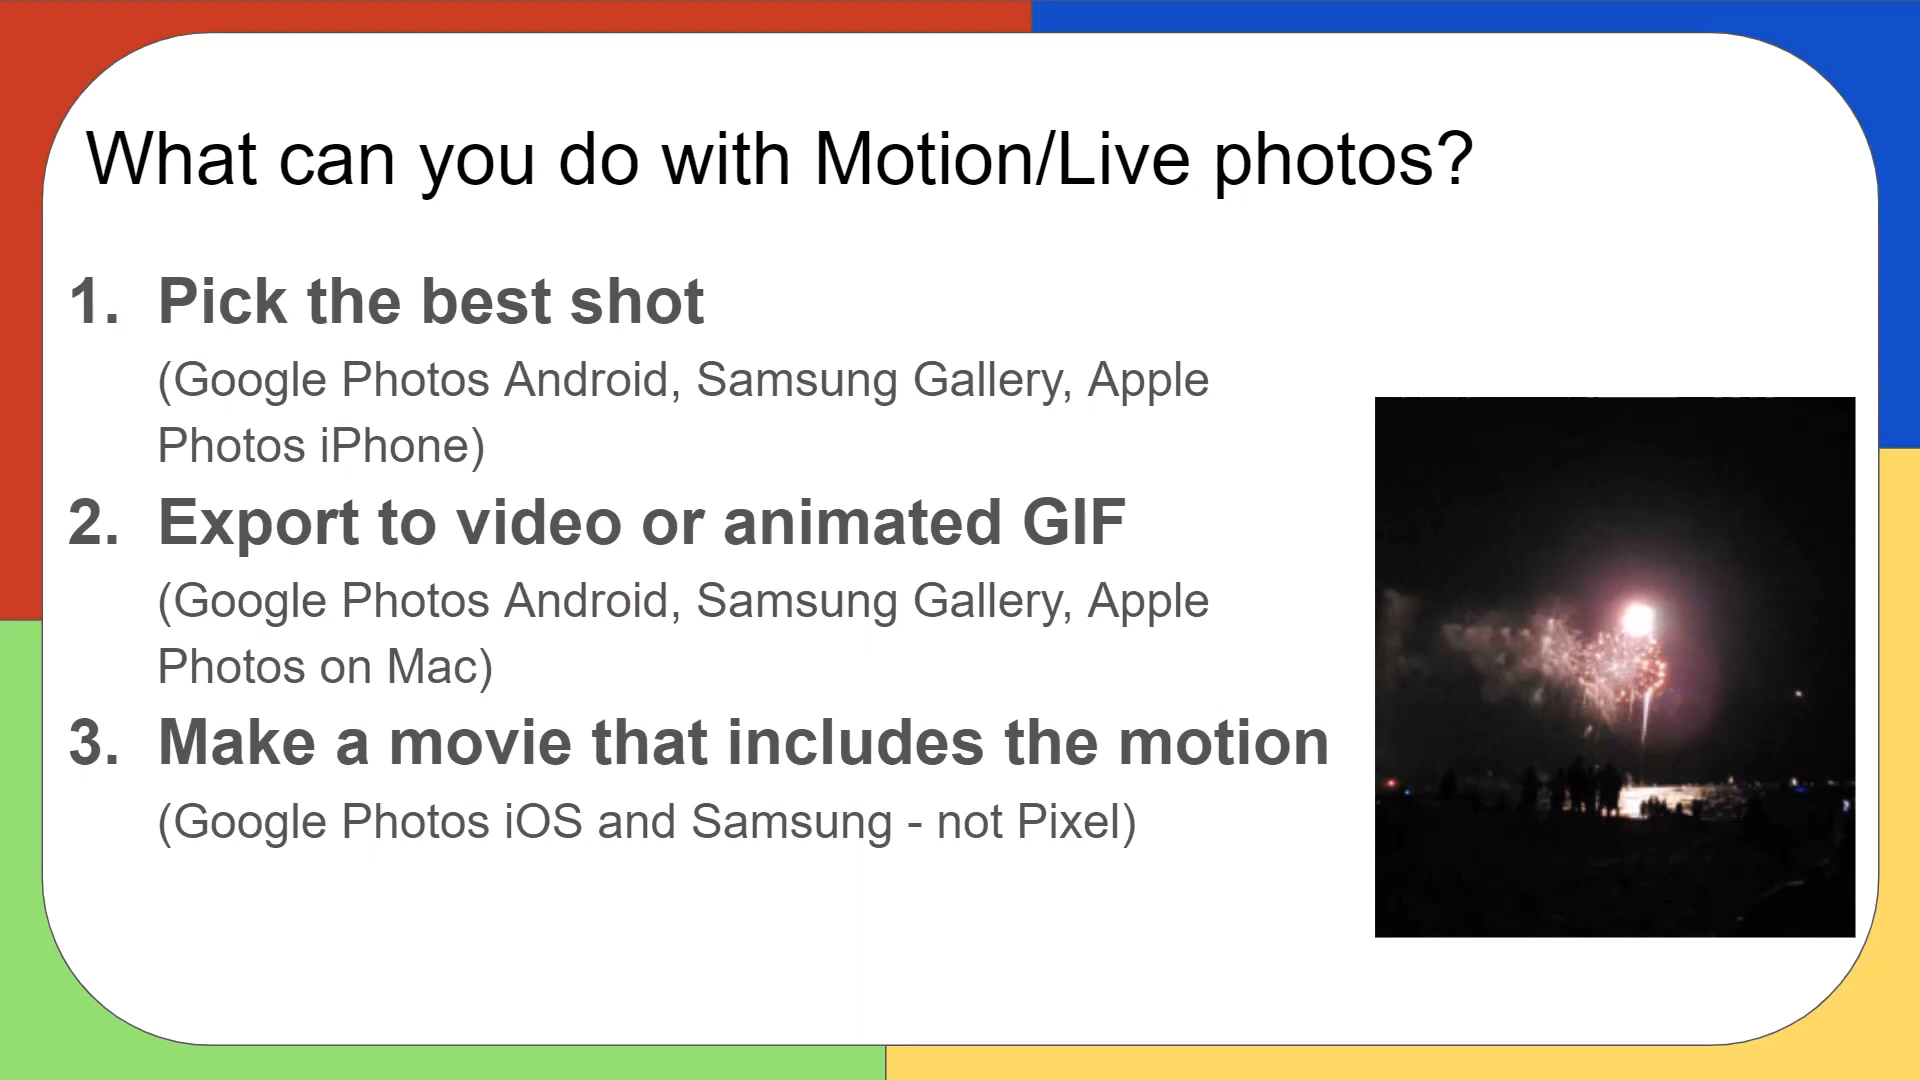 What can you do with Motion/Live photos?
1. Pick the best shot
(Google Photos Android, Samsung Gallery, Apple
Photos iPhone)
2. Export to video or animated GIF
(Google Photos Android, Samsung Gallery, Apple
Photos on Mac)
3. Make a movie that includes the motion
(Google Photos iOS and Samsung - not Pixel)